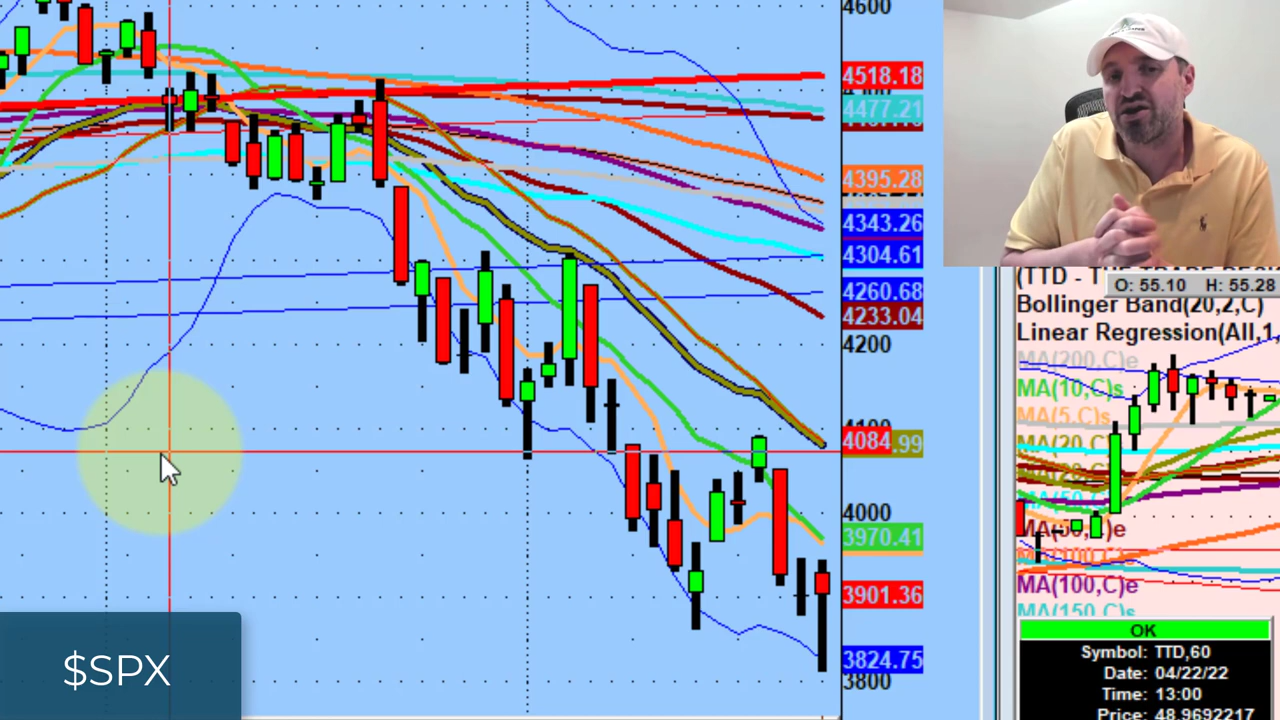 4600
4518.18
4477.21
4395.28
4343.26
4304.61
4260.68
4233.04
4200
4084
.99
4000
3970.41
3901.36
3824.75
3800
$SPX
O: 55.10 H: 55.28
Bollinger Band(20,2,C)
Linear Regression(All,1,
MA(200,C)e
MA(10,C)s
MA(5,C)s
MA(20,C)
MA(100,C)e
MA(150,C)s
OK
Symbol: TTD,60
Date: 04/22/22
Time: 13:00
Price: 48.9692217